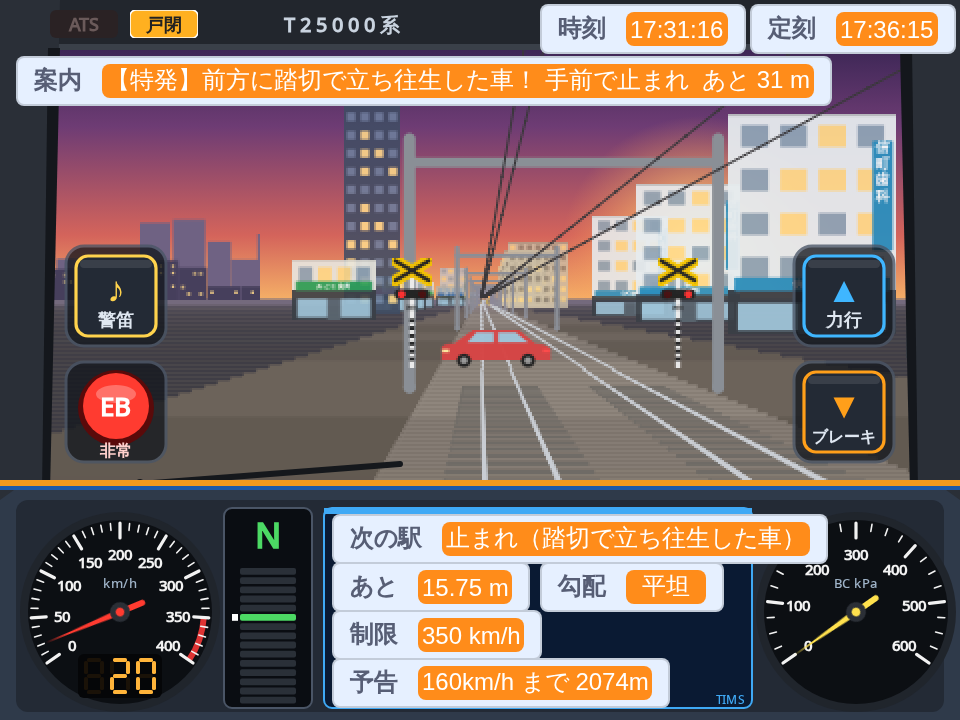 ATS
戸閉
T25000系
時刻 17:31:16
定刻 17:36:15
案内 【特発】前方に踏切で立ち往生した車！ 手前で止まれ あと 31 m
信町歯科
♪
警笛
▲
力行
EB
非常
▼
ブレーキ
0 50 100 150 200 250 300 350 400
km/h
20
N
次の駅 止まれ（踏切で立ち往生した車）
あと 15.75 m
勾配 平坦
制限 350 km/h
予告 160km/h まで 2074m
TIMS
0 100 200 300 400 500 600
BC kPa